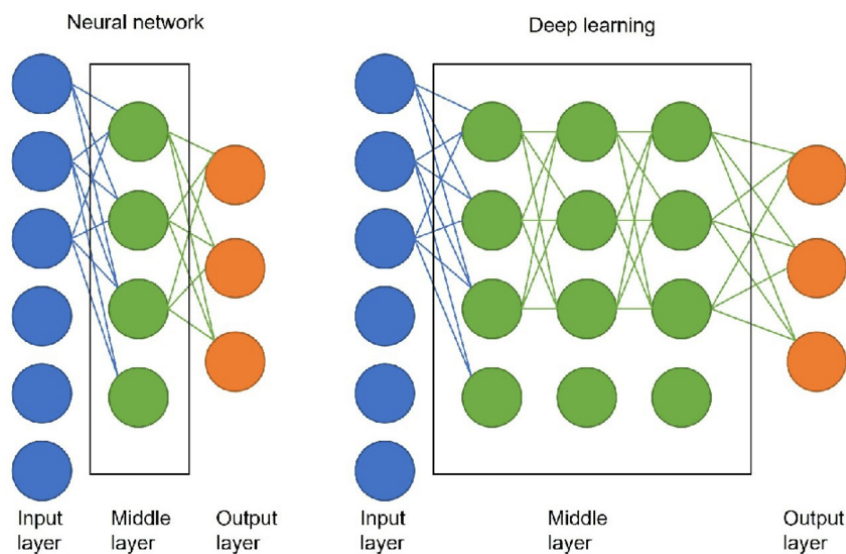 Neural network
Deep learning
Input
layer
Middle
layer
Output
layer
Input
layer
Middle
layer
Output
layer